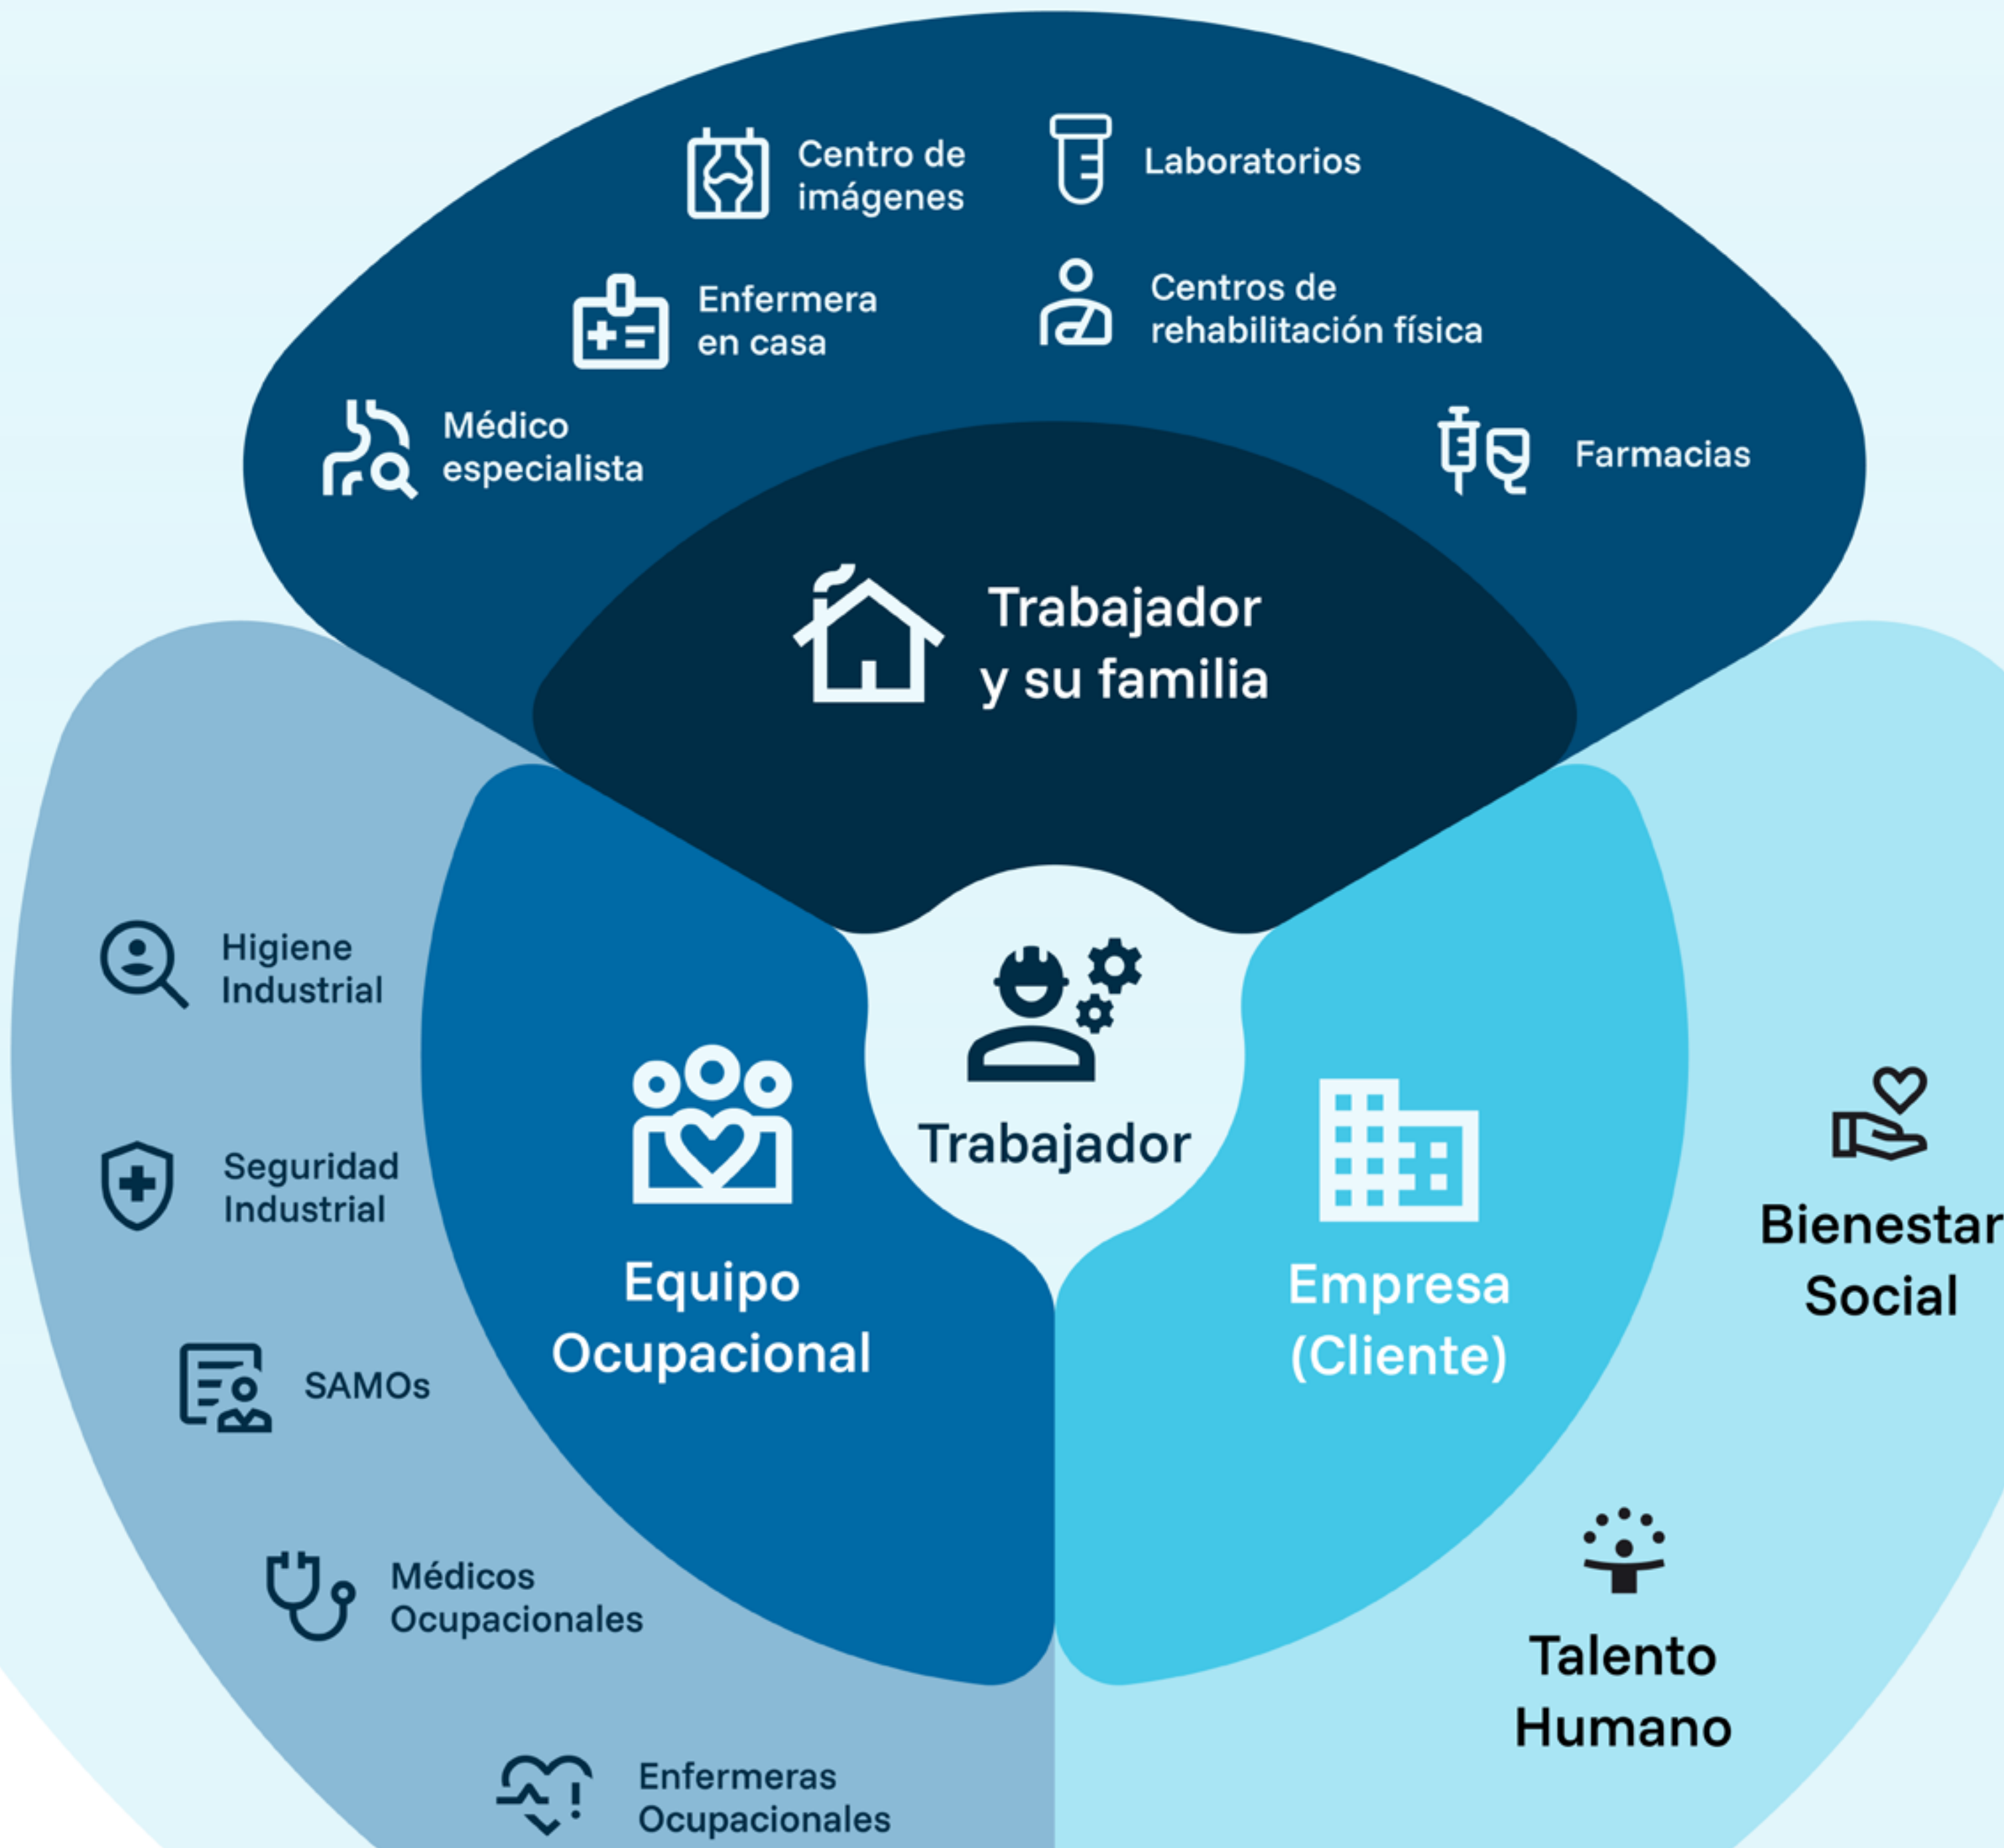 Centro de
imágenes
Laboratorios
Enfermera
en casa
Centros de
rehabilitación física
Médico
especialista
Farmacias
Trabajador
y su familia
Higiene
Industrial
Seguridad
Industrial
SAMOs
Médicos
Ocupacionales
Enfermeras
Ocupacionales
Equipo
Ocupacional
Trabajador
Empresa
(Cliente)
Bienestar
Social
Talento
Humano